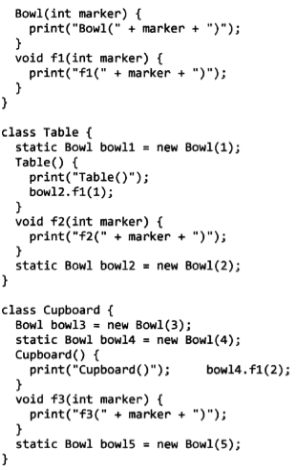 Bowl(int marker) {
print("Bowl(" + marker + ")");
}
void f1(int marker) {
print("f1(" + marker + ")");
}
}
class Table {
static Bowl bowl1 = new Bowl(1);
Table() {
print("Table()");
bowl2.f1(1);
}
void f2(int marker) {
print("f2(" + marker + ")");
}
static Bowl bowl2 = new Bowl(2);
}
class Cupboard {
Bowl bowl3 = new Bowl(3);
static Bowl bowl4 = new Bowl(4);
Cupboard() {
print("Cupboard()"); bowl4.f1(2);
}
void f3(int marker) {
print("f3(" + marker + ")");
}
static Bowl bowl5 = new Bowl(5);
}